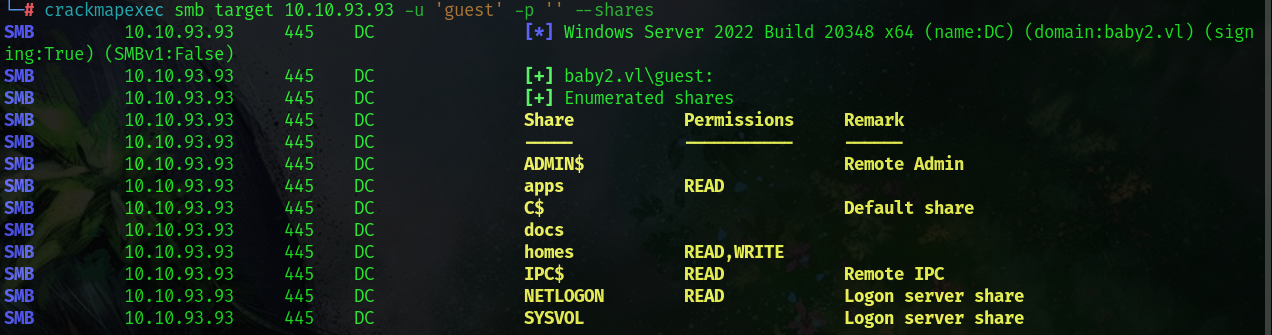 └─# crackmapexec smb target 10.10.93.93 -u 'guest' -p '' --shares
SMB 10.10.93.93 445 DC [*] Windows Server 2022 Build 20348 x64 (name:DC) (domain:baby2.vl) (sign
ing:True) (SMBv1:False)
SMB 10.10.93.93 445 DC [+] baby2.vl\guest:
SMB 10.10.93.93 445 DC [+] Enumerated shares
SMB 10.10.93.93 445 DC Share Permissions Remark
SMB 10.10.93.93 445 DC ----- ----------- ------
SMB 10.10.93.93 445 DC ADMIN$ Remote Admin
SMB 10.10.93.93 445 DC apps READ
SMB 10.10.93.93 445 DC C$ Default share
SMB 10.10.93.93 445 DC docs
SMB 10.10.93.93 445 DC homes READ,WRITE
SMB 10.10.93.93 445 DC IPC$ READ Remote IPC
SMB 10.10.93.93 445 DC NETLOGON READ Logon server share
SMB 10.10.93.93 445 DC SYSVOL Logon server share